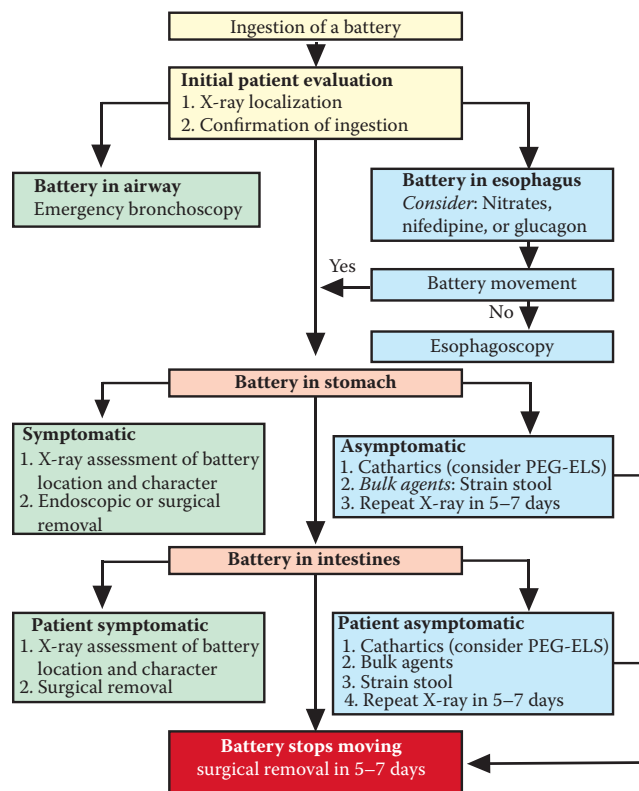 Ingestion of a battery
Initial patient evaluation
1. X-ray localization
2. Confirmation of ingestion
Battery in airway
Emergency bronchoscopy
Battery in esophagus
Consider: Nitrates,
nifedipine, or glucagon
Yes
Battery movement
No
Esophagoscopy
Battery in stomach
Symptomatic
1. X-ray assessment of battery
location and character
2. Endoscopic or surgical
removal
Asymptomatic
1. Cathartics (consider PEG-ELS)
2. Bulk agents: Strain stool
3. Repeat X-ray in 5–7 days
Battery in intestines
Patient symptomatic
1. X-ray assessment of battery
location and character
2. Surgical removal
Patient asymptomatic
1. Cathartics (consider PEG-ELS)
2. Bulk agents
3. Strain stool
4. Repeat X-ray in 5–7 days
Battery stops moving
surgical removal in 5–7 days